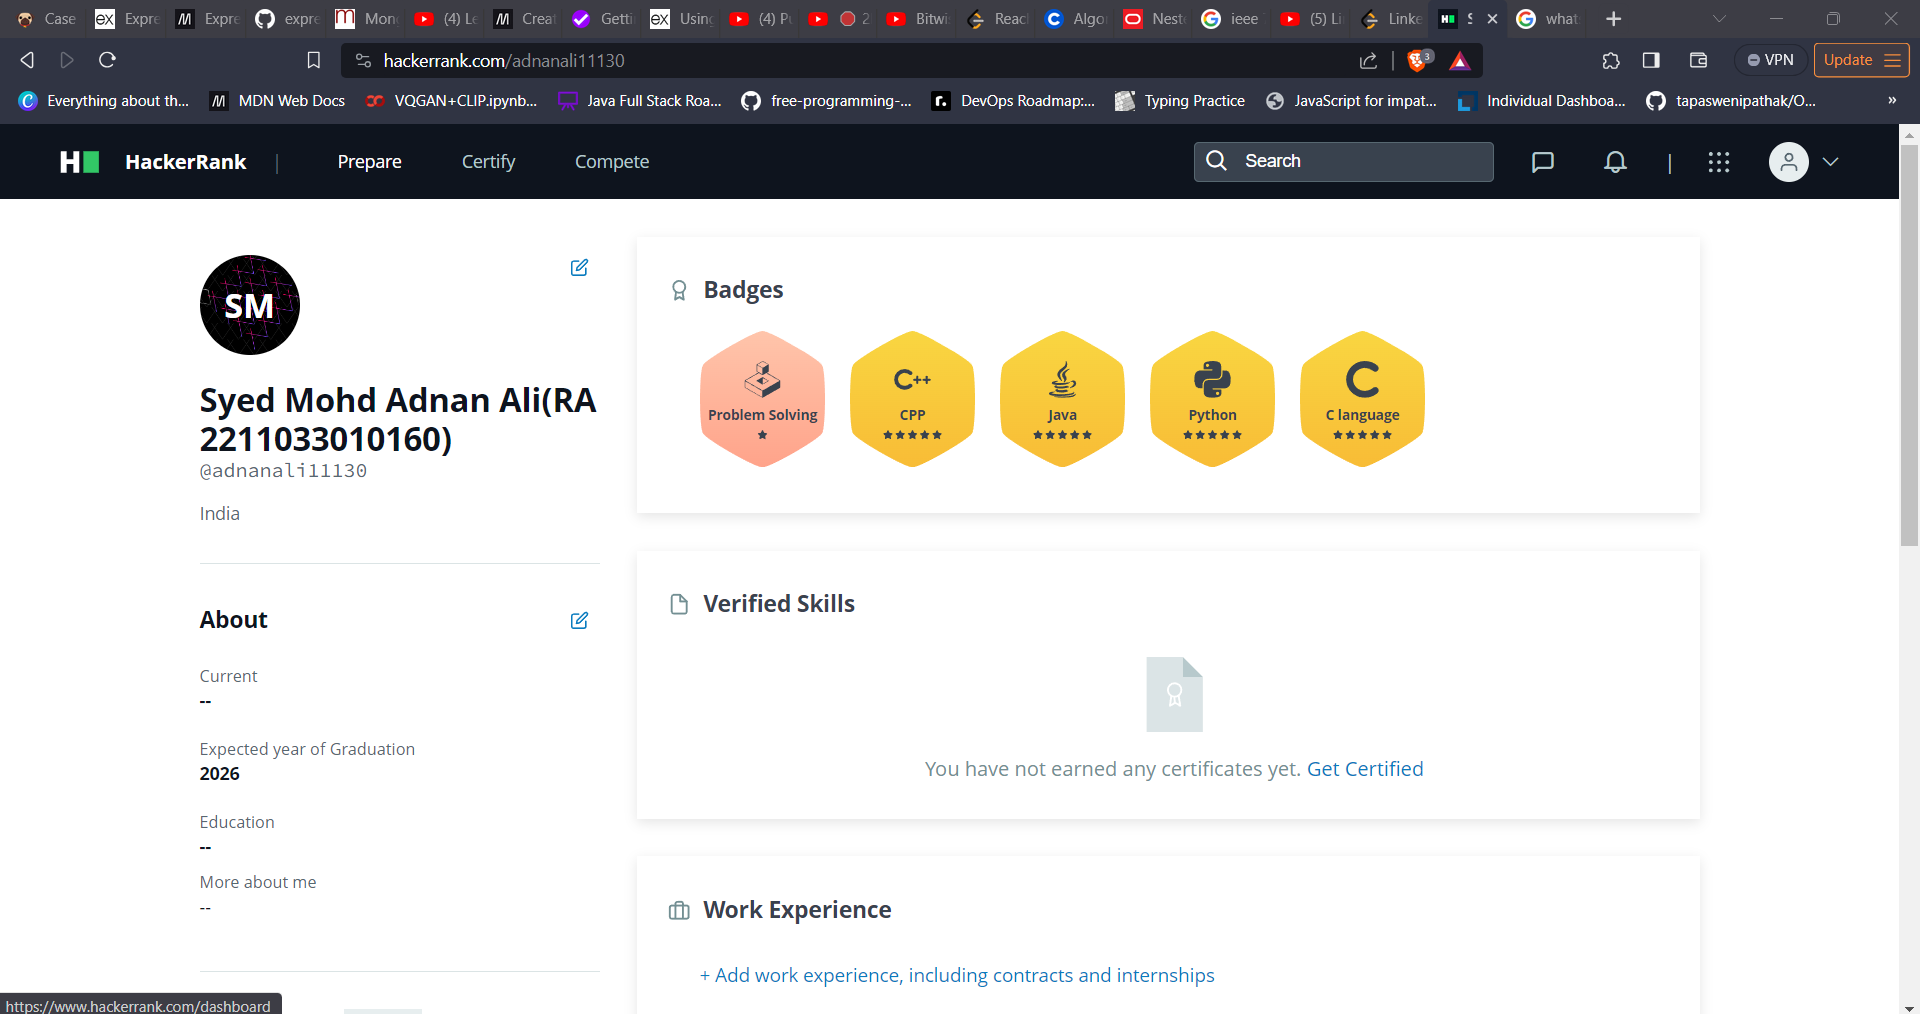 Case
ex Expre
M Expre
expre
m Mong
(4) Le
M Creat
Getti
ex Using
(4) Pu
2
Bitwi
Reac
Algo
Nest
ieee
(5) Li
Linke
S
what
hackerrank.com/adnanali11130
3
VPN
Update
Everything about th...
MDN Web Docs
VQGAN+CLIP.ipynb...
Java Full Stack Roa...
free-programming-...
DevOps Roadmap:...
Typing Practice
JavaScript for impat...
Individual Dashboa...
tapaswenipathak/O...
»
H HackerRank | Prepare Certify Compete
Search
SM
Syed Mohd Adnan Ali(RA
2211033010160)
@adnanali11130
India
About
Current
--
Expected year of Graduation
2026
Education
--
More about me
--
Badges
Problem Solving
C++
CPP
Java
Python
C
C language
Verified Skills
You have not earned any certificates yet. Get Certified
Work Experience
+ Add work experience, including contracts and internships
https://www.hackerrank.com/dashboard